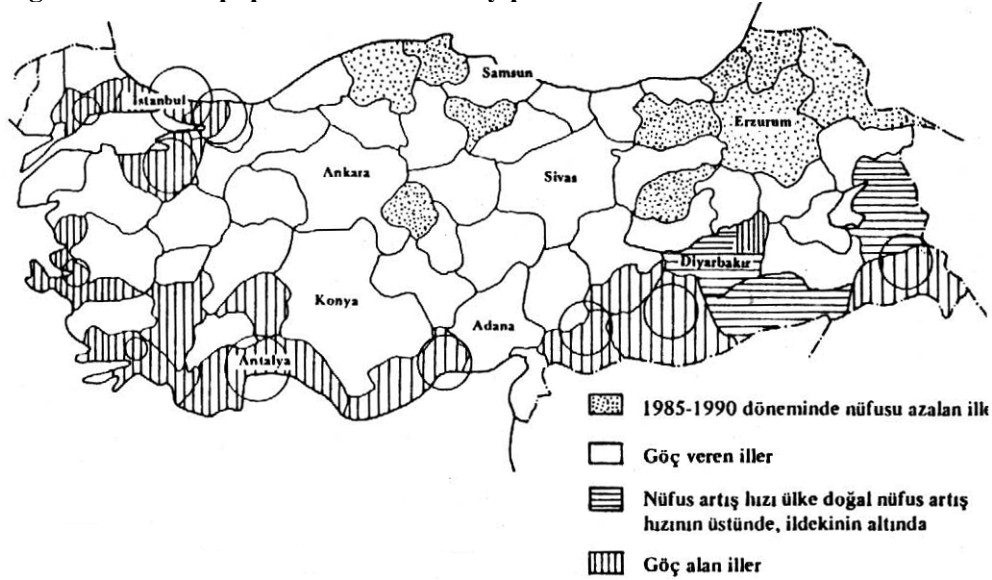 Samsun
İstanbul
Erzurum
Ankara
Sivas
Diyarbakır
Konya
Adana
Antalya
1985-1990 döneminde nüfusu azalan ill
Göç veren iller
Nüfus artış hızı ülke doğal nüfus artış
hızının üstünde, ildekinin altında
Göç alan iller